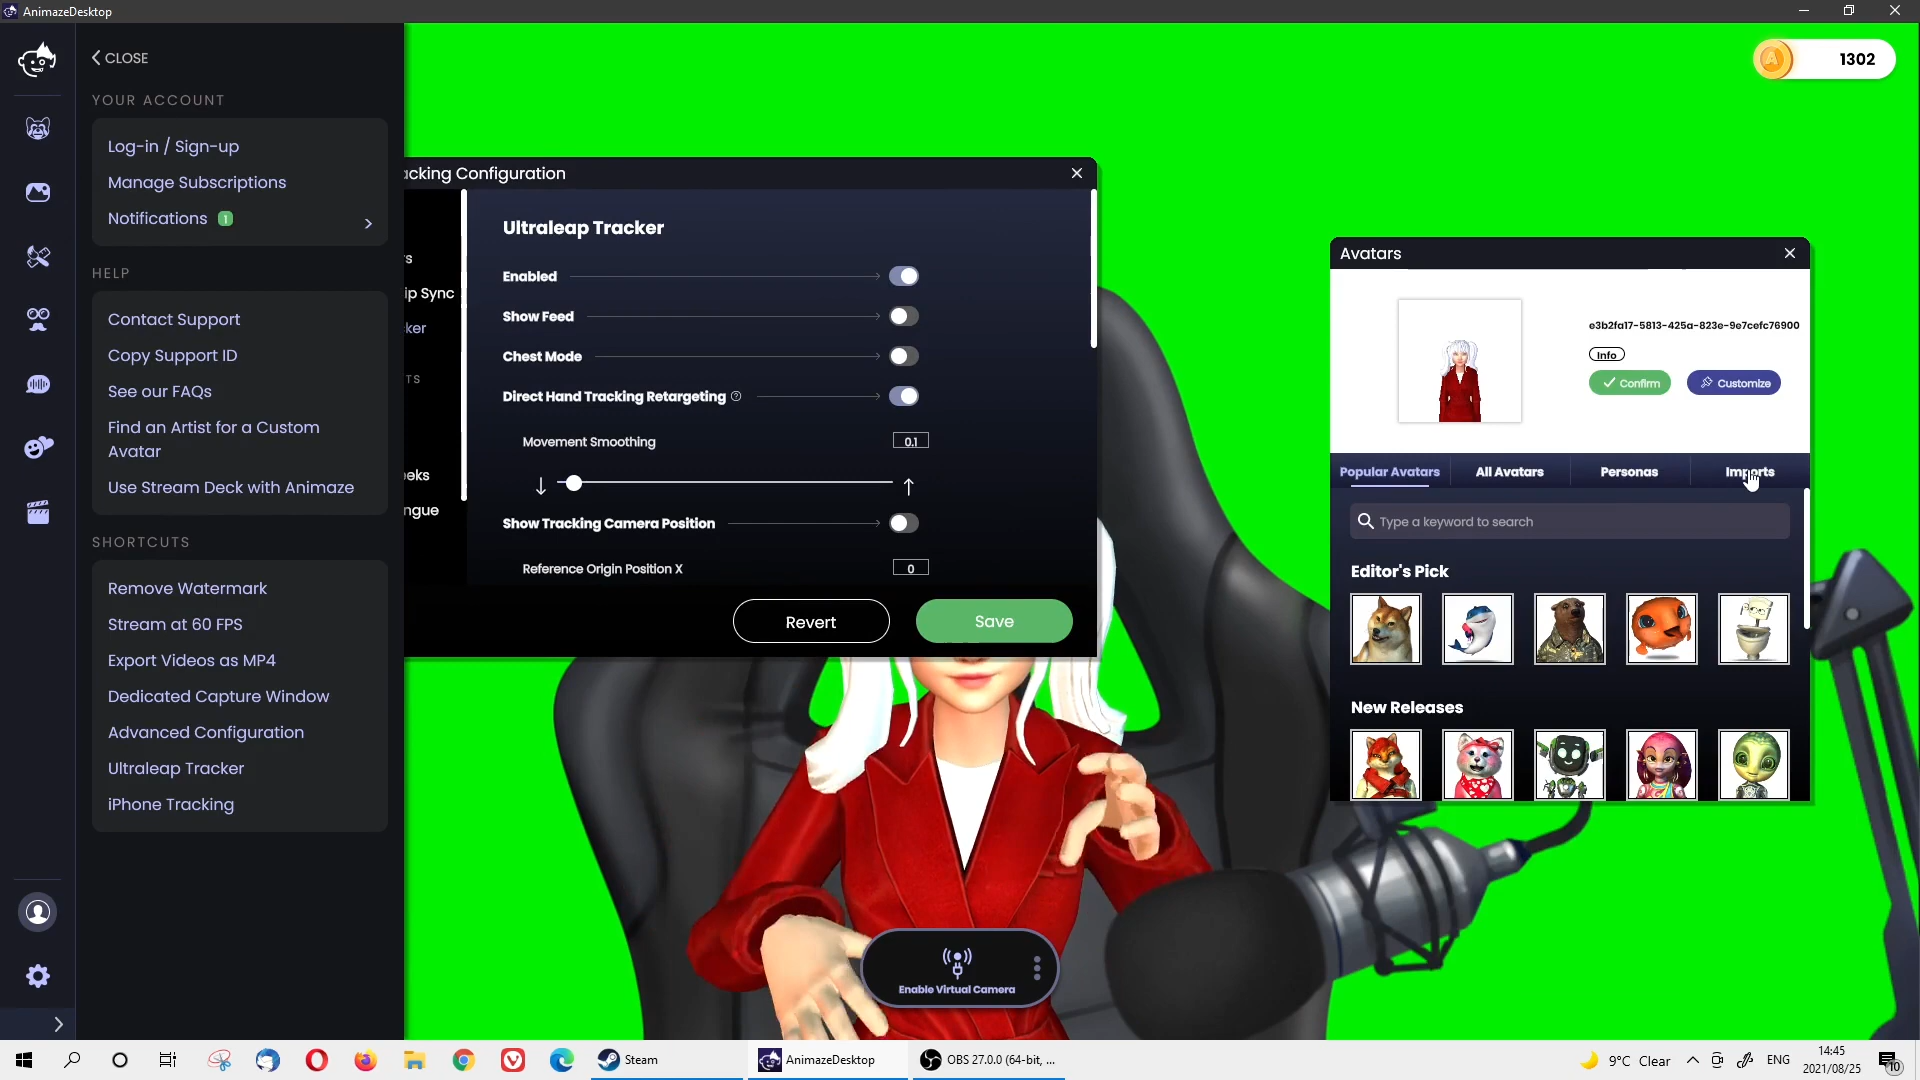 AnimazeDesktop
CLOSE
YOUR ACCOUNT
Log-in / Sign-up
Manage Subscriptions
Notifications 1
HELP
Contact Support
Copy Support ID
See our FAQs
Find an Artist for a Custom
Avatar
Use Stream Deck with Animaze
SHORTCUTS
Remove Watermark
Stream at 60 FPS
Export Videos as MP4
Dedicated Capture Window
Advanced Configuration
Ultraleap Tracker
iPhone Tracking
acking Configuration
rs
ip Sync
cker
TS
eeks
ngue
Ultraleap Tracker
Enabled
Show Feed
Chest Mode
Direct Hand Tracking Retargeting ?
Movement Smoothing 0.1
Show Tracking Camera Position
Reference Origin Position X 0
Revert
Save
Enable Virtual Camera
A 1302
Avatars
e3b2fa17-5813-425a-823e-9e7cefc76900
Info
Confirm
Customize
Popular Avatars
All Avatars
Personas
Imports
Type a keyword to search
Editor's Pick
New Releases
Steam
AnimazeDesktop
OBS 27.0.0 (64-bit, ...
9°C Clear
ENG
14:45
2021/08/25
10